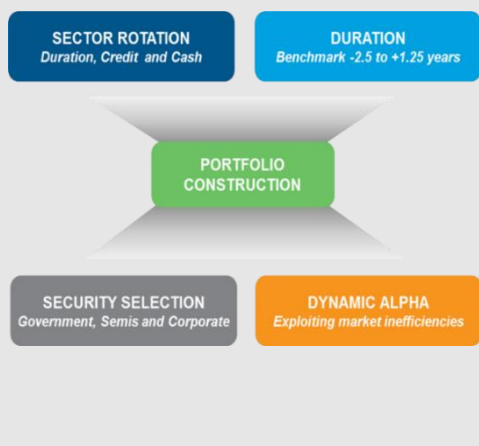 SECTOR ROTATION
Duration, Credit and Cash
DURATION
Benchmark -2.5 to +1.25 years
PORTFOLIO
CONSTRUCTION
SECURITY SELECTION
Government, Semis and Corporate
DYNAMIC ALPHA
Exploiting market inefficiencies